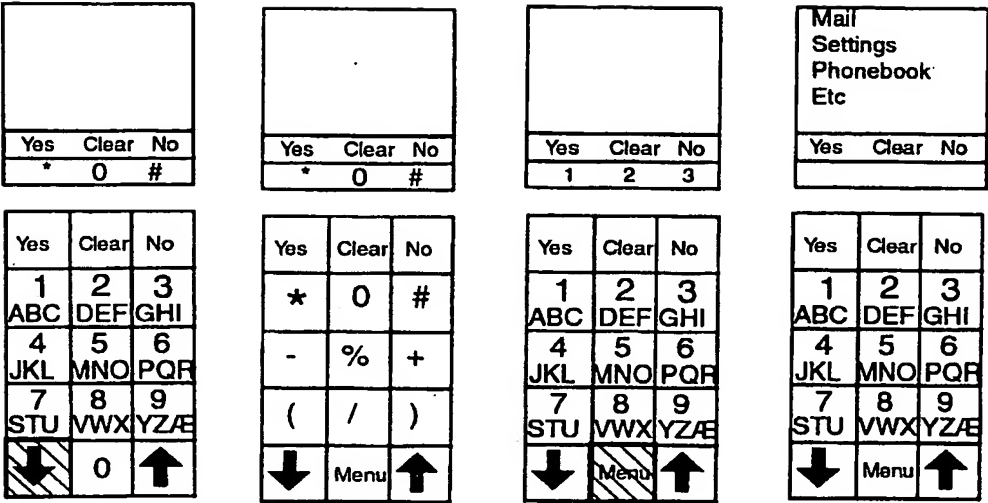 Yes Clear No
* 0 #
Yes Clear No
* 0 #
Yes Clear No
1 2 3
Mail
Settings
Phonebook
Etc
Yes Clear No
Yes Clear No
1 2 3
ABC DEF GHI
4 5 6
JKL MNO PQR
7 8 9
STU VWX YZÆ
0
Yes Clear No
* 0 #
- % +
( / )
Menu
Yes Clear No
1 2 3
ABC DEF GHI
4 5 6
JKL MNO PQR
7 8 9
STU VWX YZÆ
Menu
Yes Clear No
1 2 3
ABC DEF GHI
4 5 6
JKL MNO PQR
7 8 9
STU VWX YZÆ
Menu